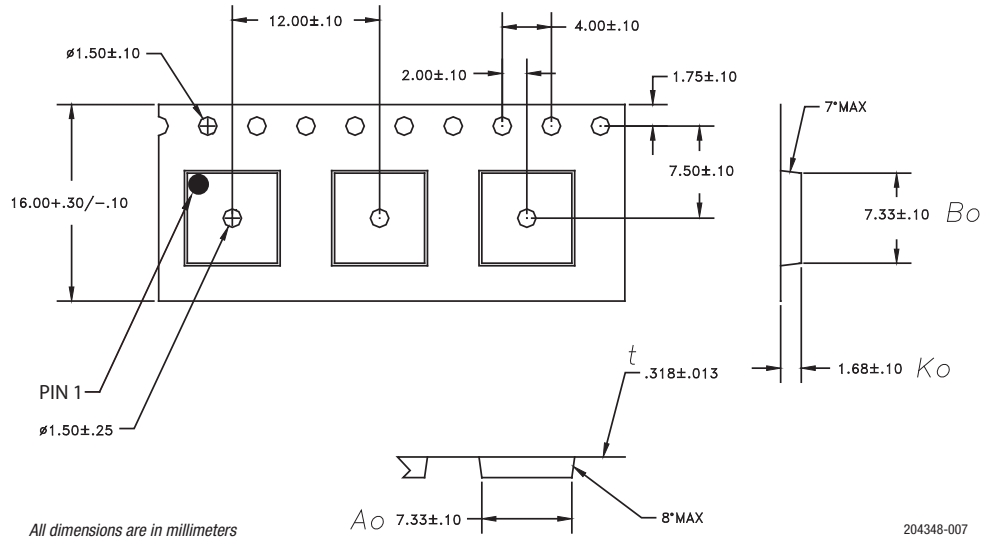 12.00±.10
4.00±.10
ø1.50±.10
2.00±.10
1.75±.10
7°MAX
7.50±.10
16.00+.30/-.10
7.33±.10 Bo
t
.318±.013
1.68±.10 Ko
PIN 1
ø1.50±.25
Ao 7.33±.10
8°MAX
All dimensions are in millimeters
204348-007